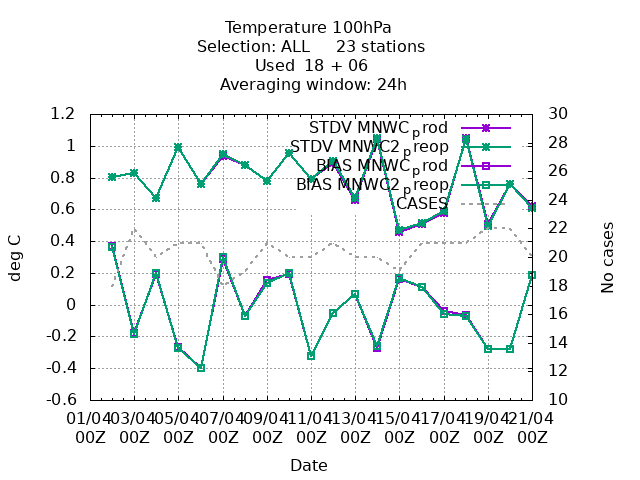 Temperature 100hPa
Selection: ALL 23 stations
Used 18 + 06
Averaging window: 24h
1.2
1
0.8
0.6
0.4
0.2
0
-0.2
-0.4
-0.6
deg C
STDV MNWC_prod
STDV MNWC2_preop
BIAS MNWC_prod
BIAS MNWC2_preop
CASES
30
28
26
24
22
20
18
16
14
12
10
No cases
01/04 03/04 05/04 07/04 09/04 11/04 13/04 15/04 17/04 19/04 21/04
00Z 00Z 00Z 00Z 00Z 00Z 00Z 00Z 00Z 00Z 00Z
Date